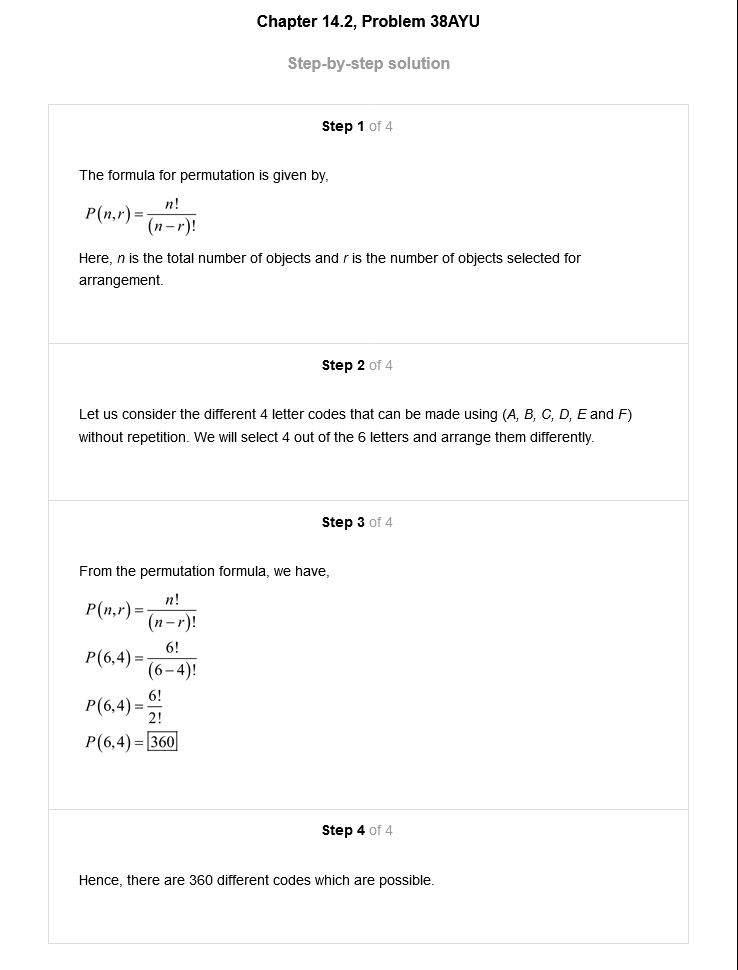 Chapter 14.2, Problem 38AYU
Step-by-step solution
Step 1 of 4
The formula for permutation is given by,
P(n,r) = n!/(n−r)!
Here, n is the total number of objects and r is the number of objects selected for
arrangement.
Step 2 of 4
Let us consider the different 4 letter codes that can be made using (A, B, C, D, E and F)
without repetition. We will select 4 out of the 6 letters and arrange them differently.
Step 3 of 4
From the permutation formula, we have,
P(n,r) = n!/(n−r)!
P(6,4) = 6!/(6−4)!
P(6,4) = 6!/2!
P(6,4) = 360
Step 4 of 4
Hence, there are 360 different codes which are possible.